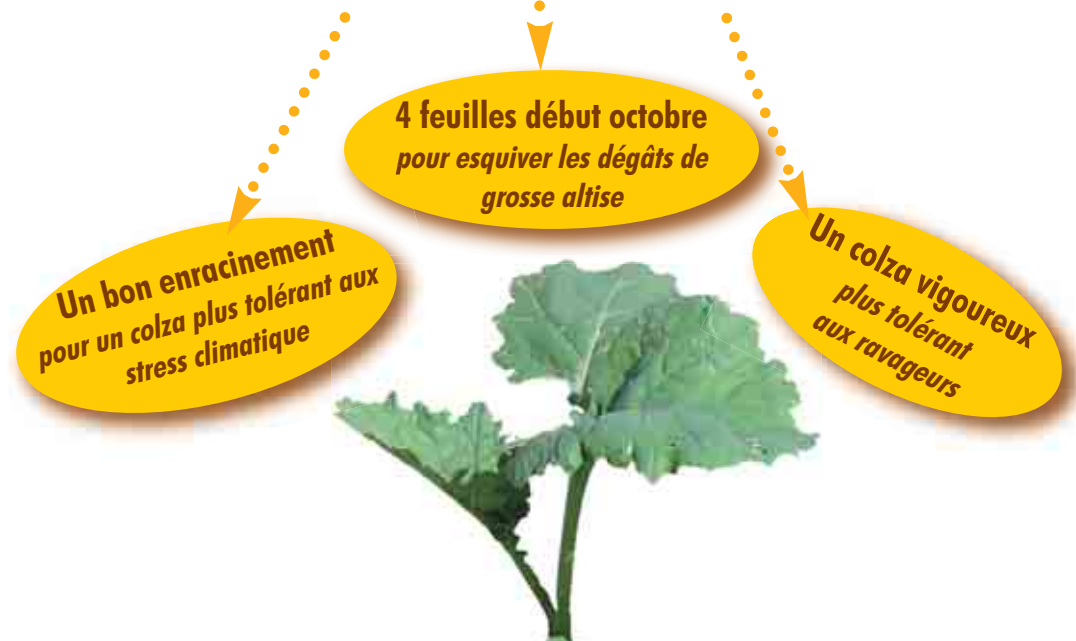 4 feuilles début octobre
pour esquiver les dégâts de
grosse altise
Un bon enracinement
pour un colza plus tolérant aux
stress climatique
Un colza vigoureux
plus tolérant
aux ravageurs